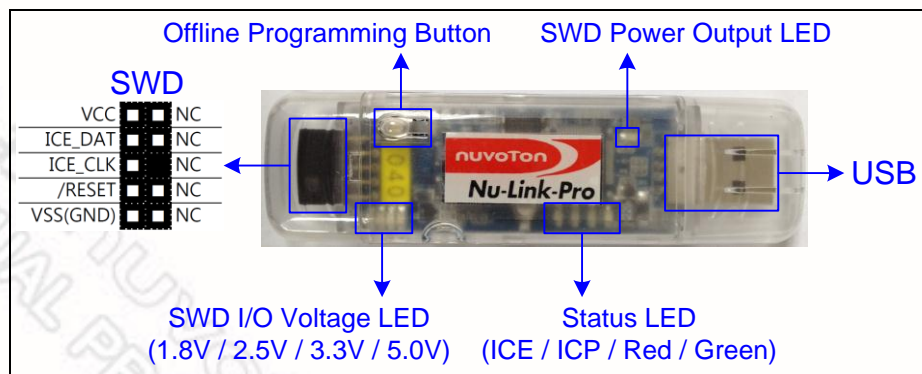 Offline Programming Button
SWD Power Output LED
SWD
VCC NC
ICE_DAT NC
ICE_CLK NC
/RESET NC
VSS(GND) NC
040
nuvoTon
Nu-Link-Pro
USB
SWD I/O Voltage LED
(1.8V / 2.5V / 3.3V / 5.0V)
Status LED
(ICE / ICP / Red / Green)